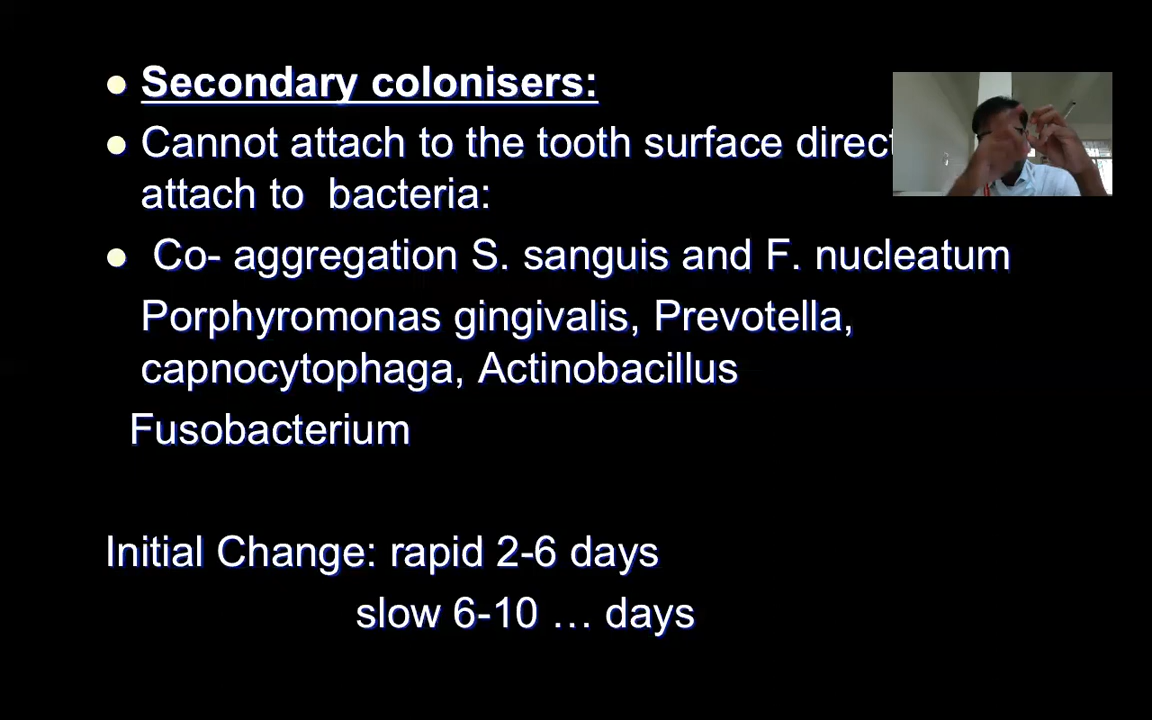 Secondary colonisers:
Cannot attach to the tooth surface
attach to bacteria:
Co- aggregation S. sanguis and F. nucleatum
Porphyromonas gingivalis, Prevotella,
capnocytophaga, Actinobacillus
Fusobacterium
Initial Change: rapid 2-6 days
slow 6-10 … days